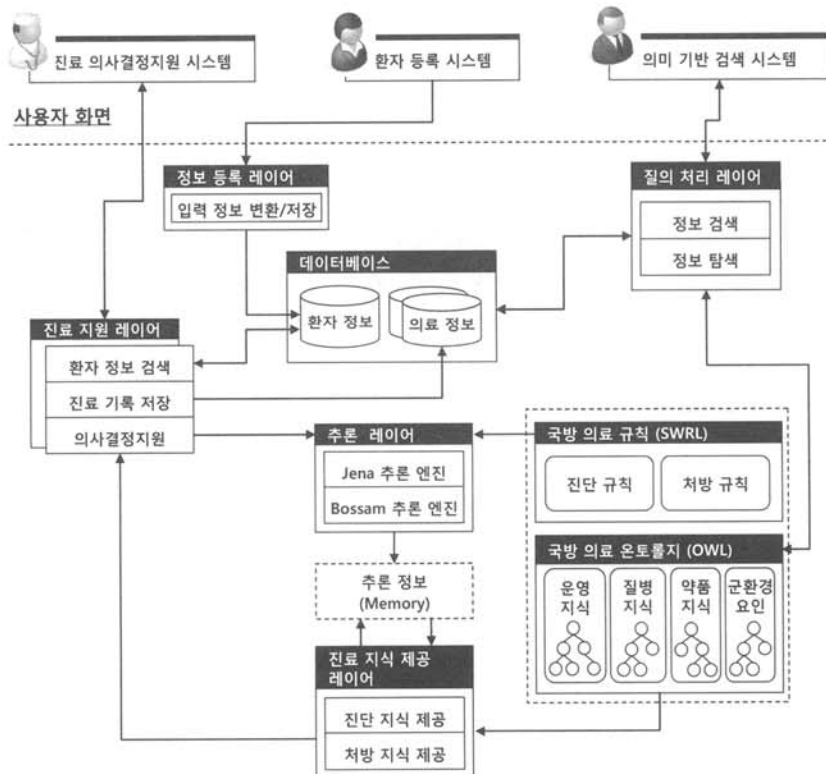 진료 의사결정지원 시스템
환자 등록 시스템
의미 기반 검색 시스템
사용자 화면
정보 등록 레이어
입력 정보 변환/저장
질의 처리 레이어
정보 검색
정보 탐색
데이터베이스
환자 정보
의료 정보
진료 지원 레이어
환자 정보 검색
진료 기록 저장
의사결정지원
추론 레이어
Jena 추론 엔진
Bossam 추론 엔진
국방 의료 규칙 (SWRL)
진단 규칙
처방 규칙
국방 의료 온토롤지 (OWL)
운영
지식
질병
지식
약품
지식
군환경
요인
추론 정보
(Memory)
진료 지식 제공
레이어
진단 지식 제공
처방 지식 제공